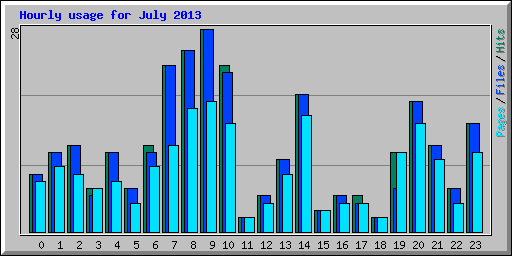 Hourly usage for July 2013
28
Pages/Files/Hits
0 1 2 3 4 5 6 7 8 9 10 11 12 13 14 15 16 17 18 19 20 21 22 23